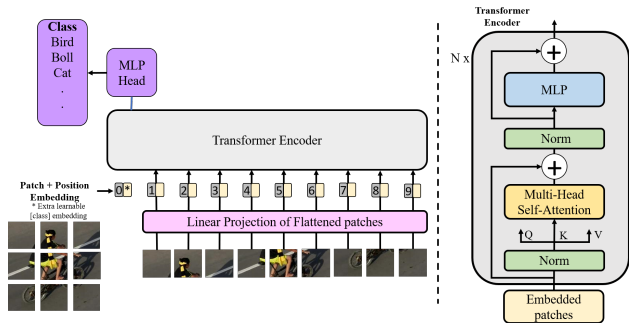 Class
Bird
Boll
Cat
.
.
MLP
Head
Transformer Encoder
Patch + Position
Embedding
* Extra learnable
[class] embedding
0 * 1 2 3 4 5 6 7 8 9
Linear Projection of Flattened patches
Transformer
Encoder
N x
+
MLP
Norm
+
Multi-Head
Self-Attention
Q K V
Norm
Embedded
patches